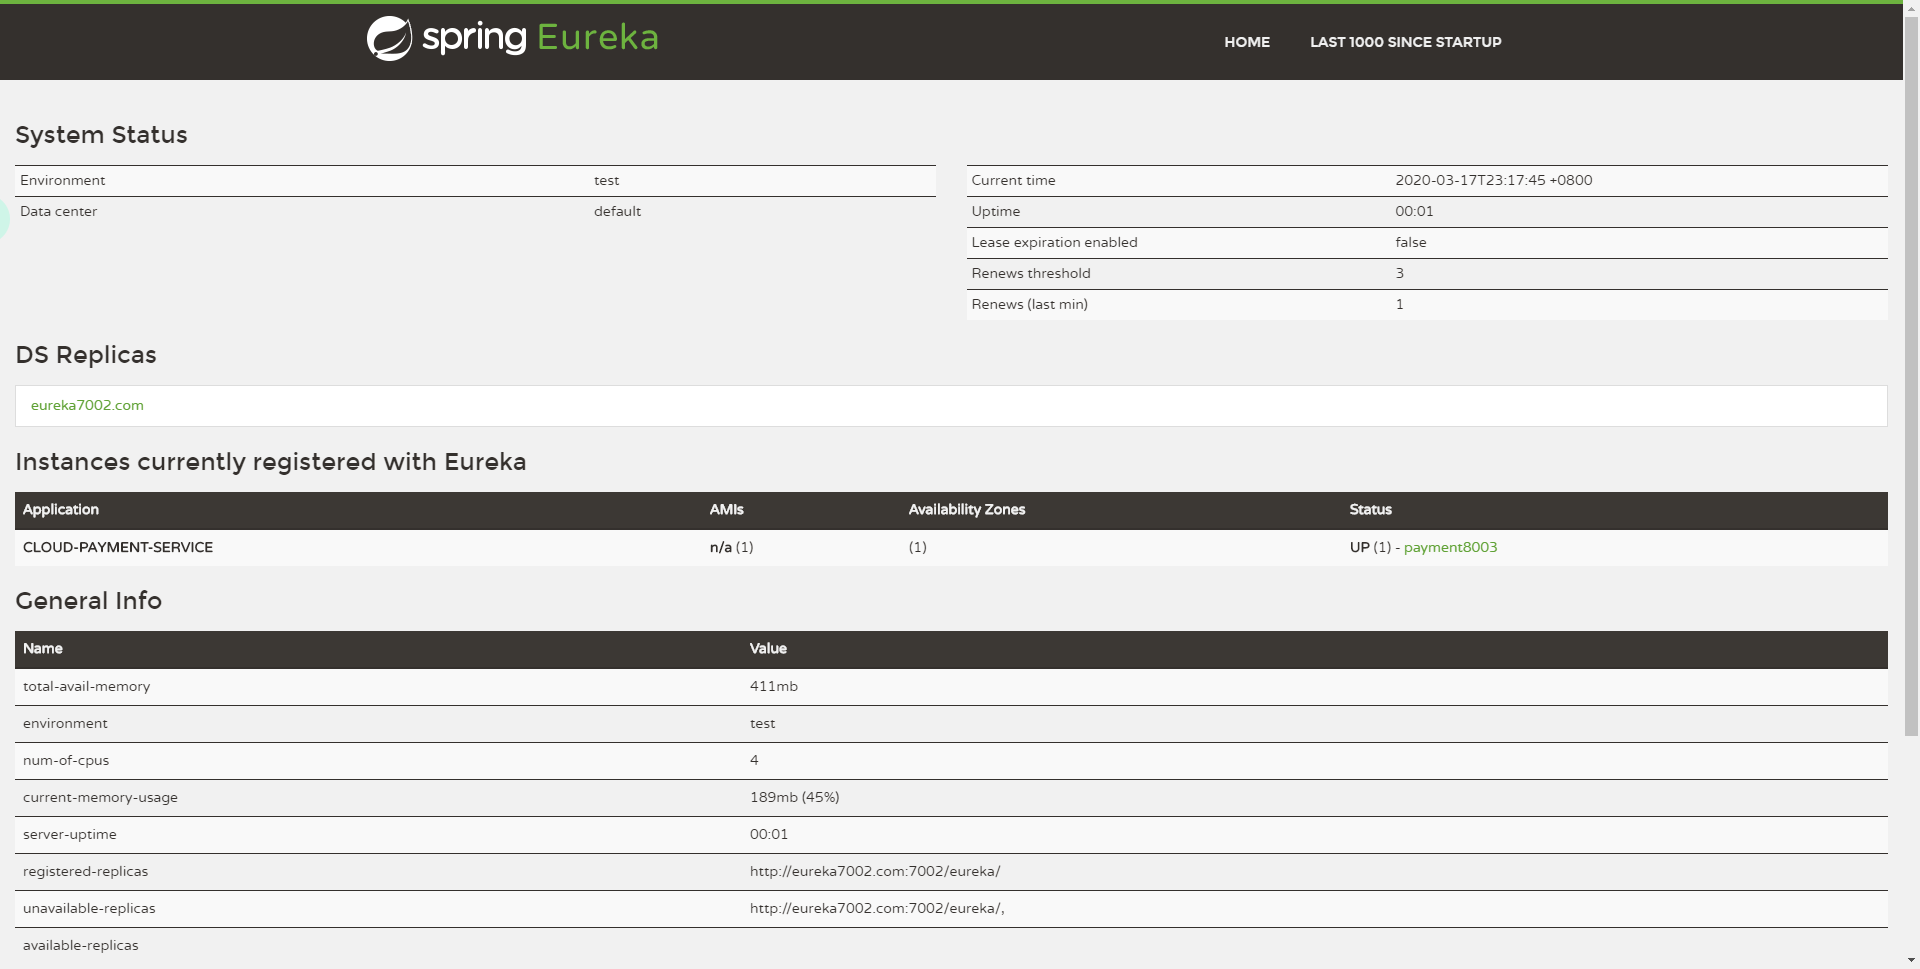 spring Eureka
HOME LAST 1000 SINCE STARTUP
System Status
Environment test
Data center default
Current time 2020-03-17T23:17:45 +0800
Uptime 00:01
Lease expiration enabled false
Renews threshold 3
Renews (last min) 1
DS Replicas
eureka7002.com
Instances currently registered with Eureka
Application AMIs Availability Zones Status
CLOUD-PAYMENT-SERVICE n/a (1) (1) UP (1) - payment8003
General Info
Name Value
total-avail-memory 411mb
environment test
num-of-cpus 4
current-memory-usage 189mb (45%)
server-uptime 00:01
registered-replicas http://eureka7002.com:7002/eureka/
unavailable-replicas http://eureka7002.com:7002/eureka/,
available-replicas